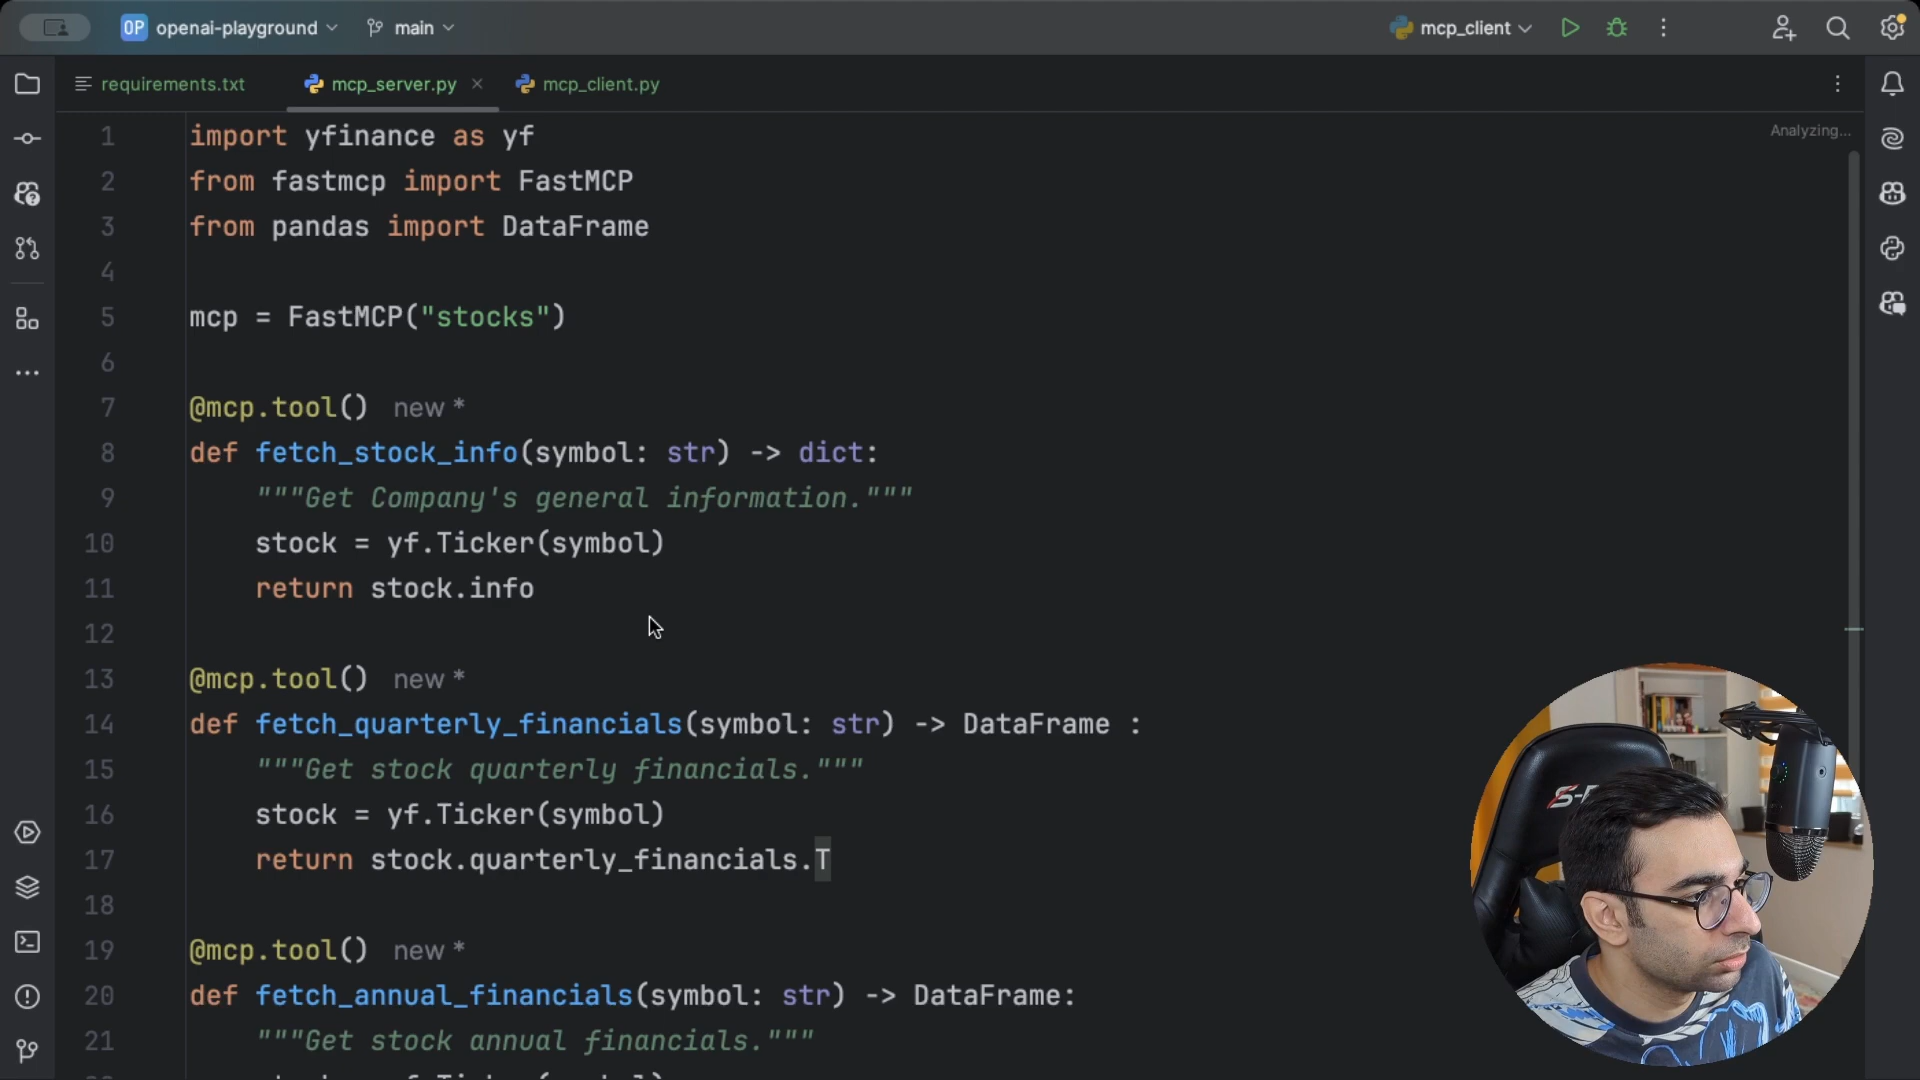 OP openai-playground main mcp_client
requirements.txt mcp_server.py mcp_client.py
Analyzing...
1 import yfinance as yf
2 from fastmcp import FastMCP
3 from pandas import DataFrame
4
5 mcp = FastMCP("stocks")
6
7 @mcp.tool() new *
8 def fetch_stock_info(symbol: str) -> dict:
9 """Get Company's general information."""
10 stock = yf.Ticker(symbol)
11 return stock.info
12
13 @mcp.tool() new *
14 def fetch_quarterly_financials(symbol: str) -> DataFrame :
15 """Get stock quarterly financials."""
16 stock = yf.Ticker(symbol)
17 return stock.quarterly_financials.T
18
19 @mcp.tool() new *
20 def fetch_annual_financials(symbol: str) -> DataFrame:
21 """Get stock annual financials."""